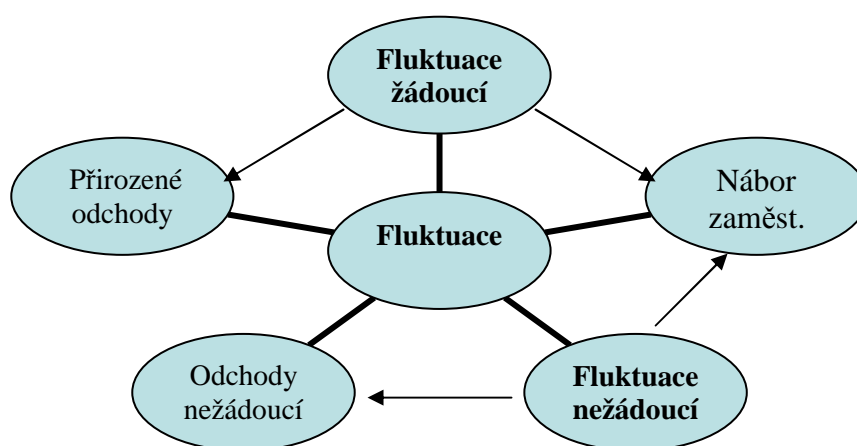 Fluktuace
žádoucí
Přirozené
odchody
Nábor
zaměst.
Fluktuace
Odchody
nežádoucí
Fluktuace
nežádoucí